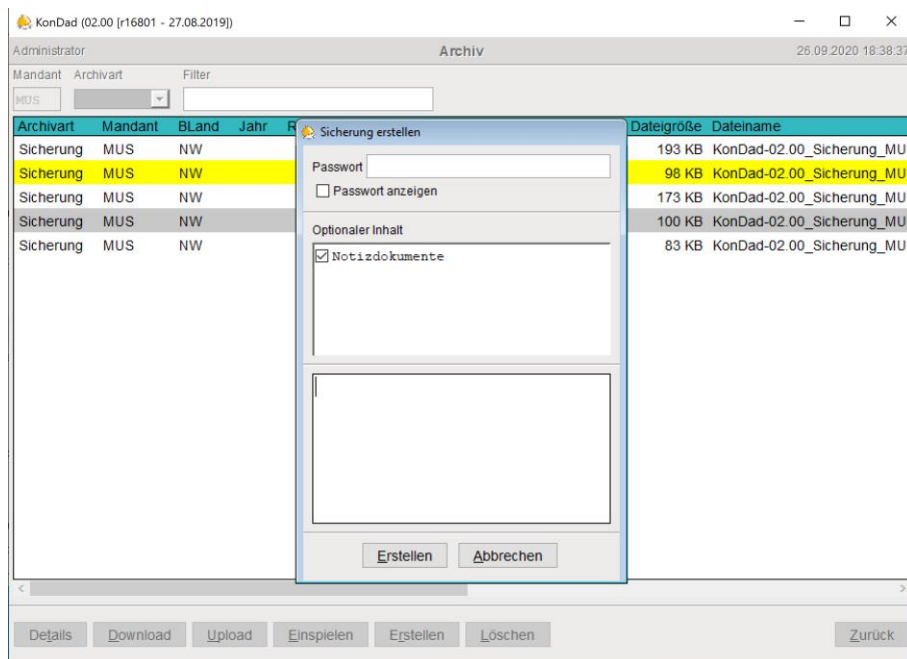 KonDad (02.00 [r16801 - 27.08.2019])
Administrator Archiv 26.09.2020 18:38:37
Mandant Archivart Filter
MUS
Archivart Mandant BLand Jahr R Dateigröße Dateiname
Sicherung MUS NW 193 KB KonDad-02.00_Sicherung_MU
Sicherung MUS NW 98 KB KonDad-02.00_Sicherung_MU
Sicherung MUS NW 173 KB KonDad-02.00_Sicherung_MU
Sicherung MUS NW 100 KB KonDad-02.00_Sicherung_MU
Sicherung MUS NW 83 KB KonDad-02.00_Sicherung_MU
Sicherung erstellen
Passwort
Passwort anzeigen
Optionaler Inhalt
Notizdokumente
Erstellen Abbrechen
Details Download Upload Einspielen Erstellen Löschen Zurück